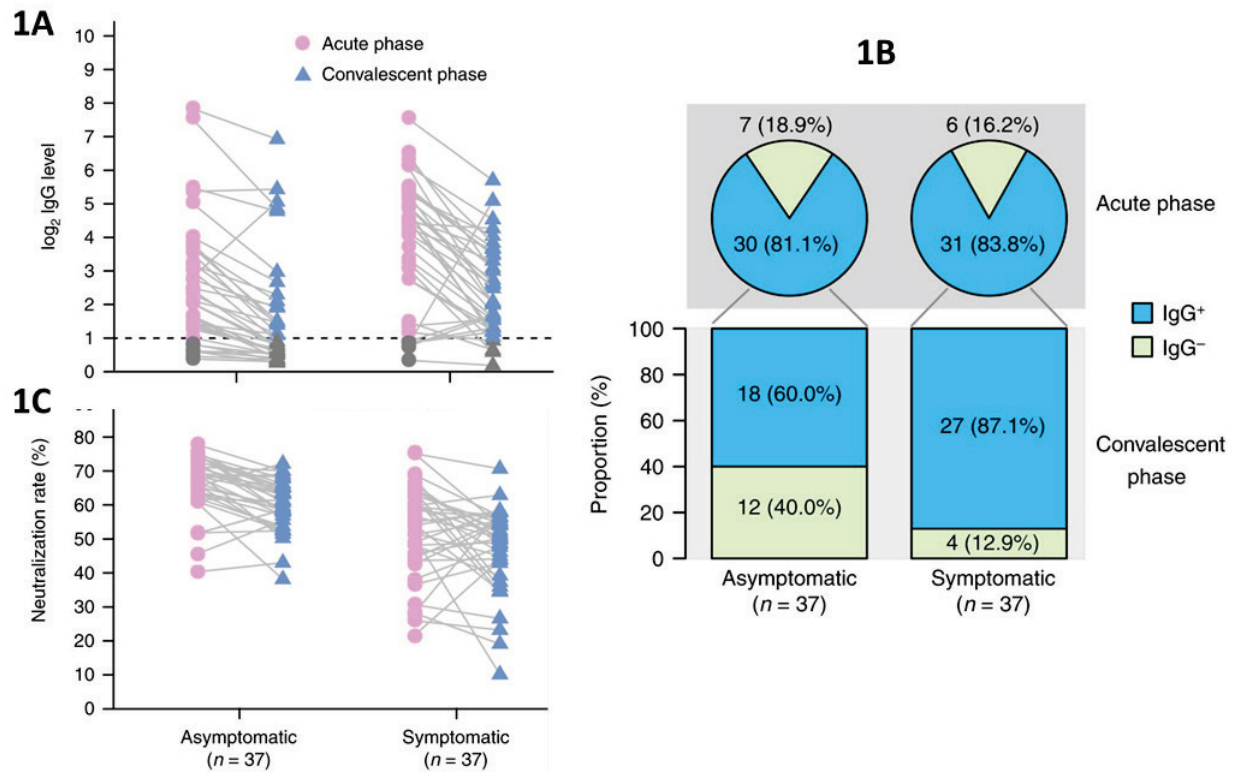 1A
10
9
8
7
6
5
4
3
2
1
0
log₂ IgG level
Acute phase
Convalescent phase
1B
7 (18.9%)
6 (16.2%)
30 (81.1%)
31 (83.8%)
Acute phase
IgG⁺
IgG⁻
100
80
60
40
20
0
Proportion (%)
18 (60.0%)
12 (40.0%)
27 (87.1%)
4 (12.9%)
Convalescent
phase
Asymptomatic
(n = 37)
Symptomatic
(n = 37)
1C
80
70
60
50
40
30
20
10
0
Neutralization rate (%)
Asymptomatic
(n = 37)
Symptomatic
(n = 37)